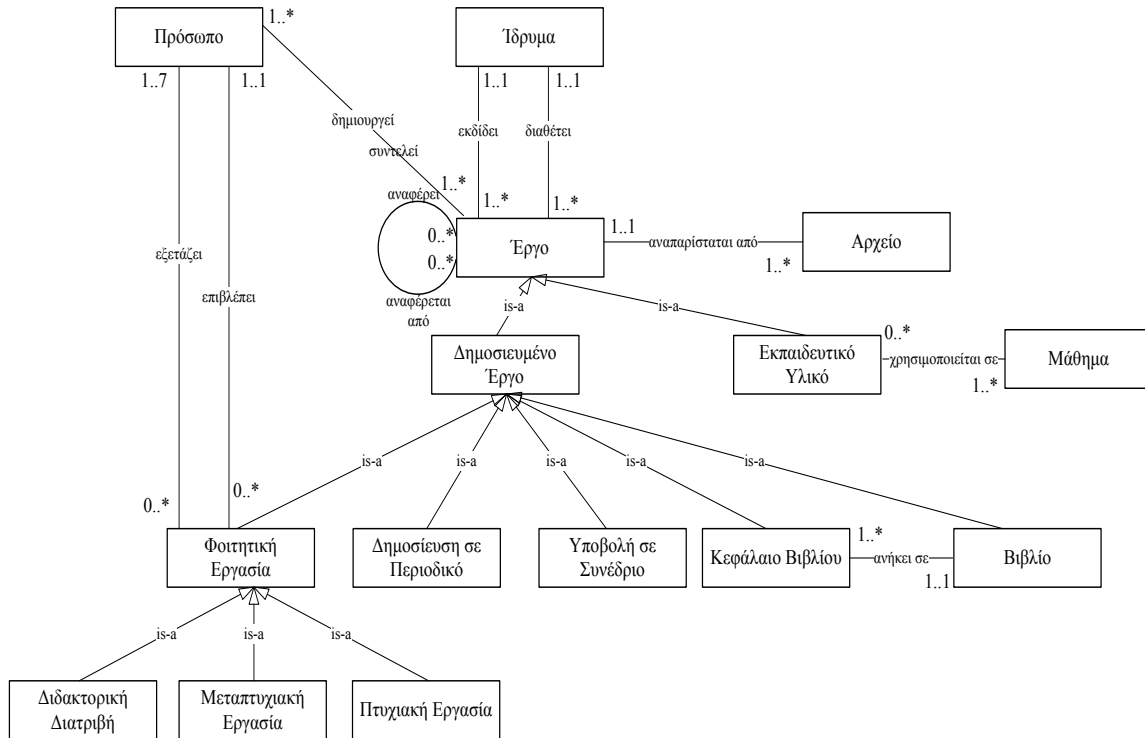 Πρόσωπο
1..*
Ίδρυμα
1..7
1..1
1..1
1..1
δημιουργεί
συντελεί
εκδίδει
διαθέτει
αναφέρει
1..*
1..*
1..*
0..*
0..*
Έργο
1..1
αναπαρίσταται από
1..*
Αρχείο
εξετάζει
επιβλέπει
αναφέρεται
από
is-a
is-a
Δημοσιευμένο
Έργο
Εκπαιδευτικό
Υλικό
0..*
χρησιμοποιείται σε
1..*
Μάθημα
is-a
is-a
is-a
is-a
is-a
0..*
0..*
Φοιτητική
Εργασία
Δημοσίευση σε
Περιοδικό
Υποβολή σε
Συνέδριο
Κεφάλαιο Βιβλίου
1..*
ανήκει σε
1..1
Βιβλίο
is-a
is-a
is-a
Διδακτορική
Διατριβή
Μεταπτυχιακή
Εργασία
Πτυχιακή Εργασία